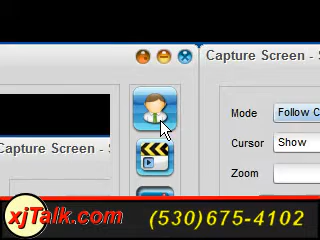 Capture Screen - S
Mode Follow C
Capture Screen - S
Cursor Show
Zoom
xjTalk.com (530)675-4102